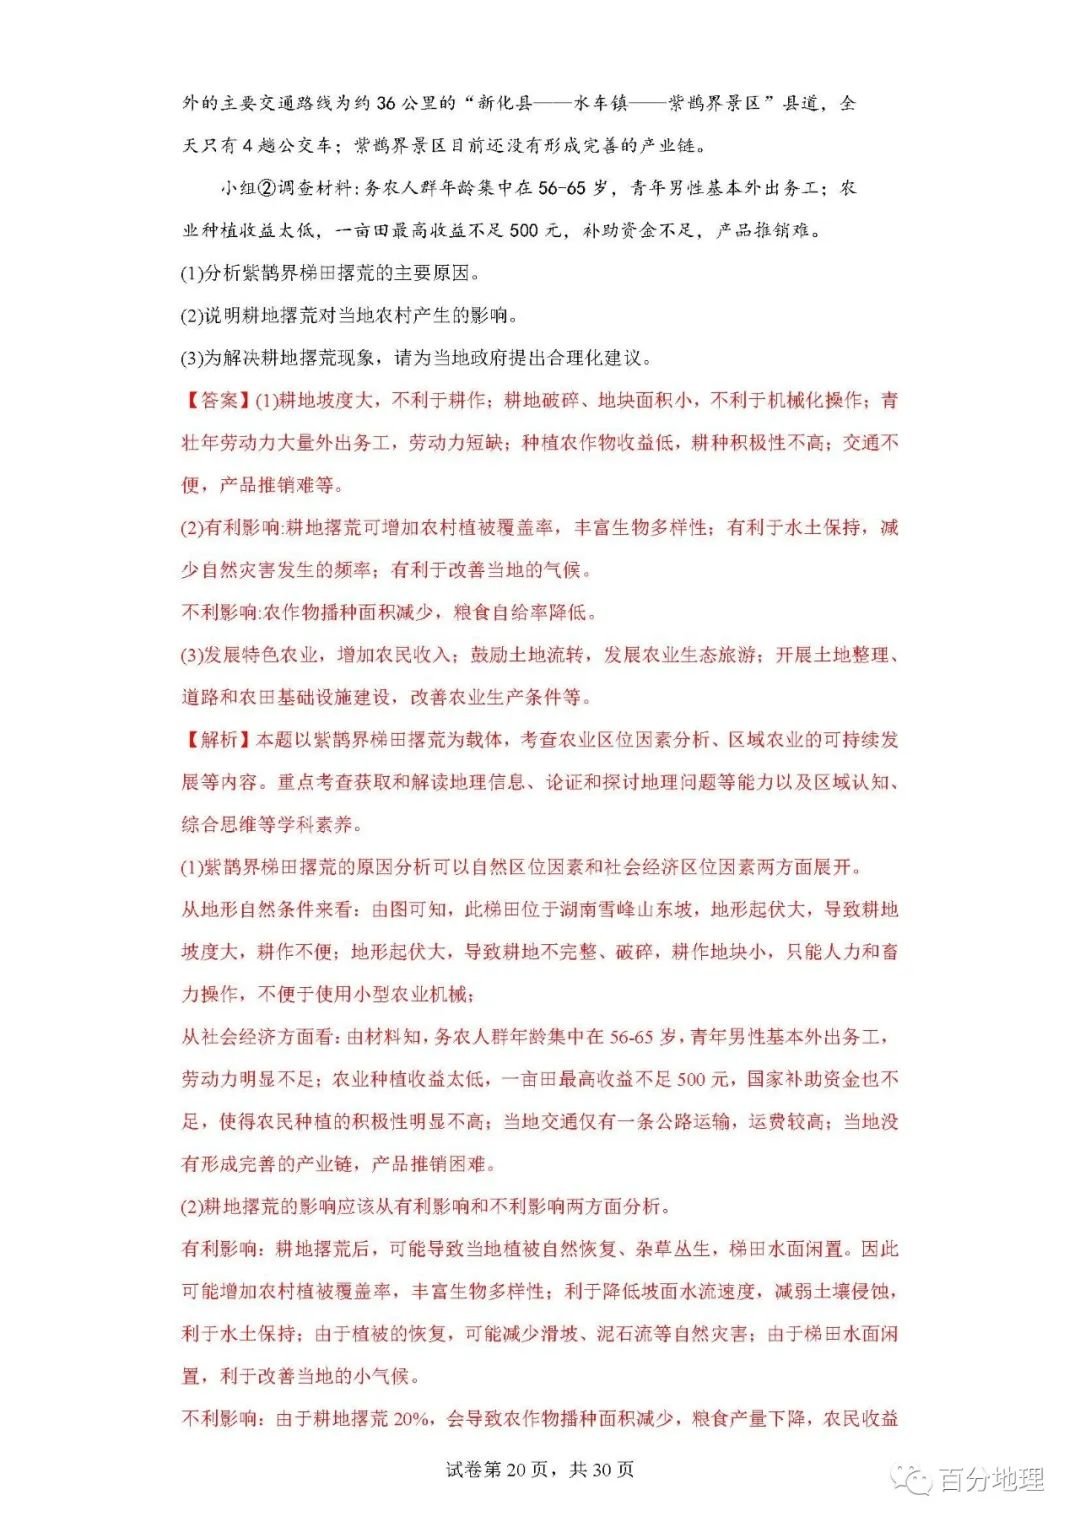 外的主要交通路线为约 36 公里的“新化县——水车镇——紫鹊界景区”县道，全
天只有 4 趟公交车；紫鹊界景区目前还没有形成完善的产业链。
小组②调查材料：务农人群年龄集中在 56-65 岁，青年男性基本外出务工；农
业种植收益太低，一亩田最高收益不足 500 元，补助资金不足，产品推销难。
(1)分析紫鹊界梯田撂荒的主要原因。
(2)说明耕地撂荒对当地农村产生的影响。
(3)为解决耕地撂荒现象，请为当地政府提出合理化建议。
【答案】(1)耕地坡度大，不利于耕作；耕地破碎、地块面积小，不利于机械化操作；青
壮年劳动力大量外出务工，劳动力短缺；种植农作物收益低，耕种积极性不高；交通不
便，产品推销难等。
(2)有利影响:耕地撂荒可增加农村植被覆盖率，丰富生物多样性；有利于水土保持，减
少自然灾害发生的频率；有利于改善当地的气候。
不利影响:农作物播种面积减少，粮食自给率降低。
(3)发展特色农业，增加农民收入；鼓励土地流转，发展农业生态旅游；开展土地整理、
道路和农田基础设施建设，改善农业生产条件等。
【解析】本题以紫鹊界梯田撂荒为载体，考查农业区位因素分析、区域农业的可持续发
展等内容。重点考查获取和解读地理信息、论证和探讨地理问题等能力以及区域认知、
综合思维等学科素养。
(1)紫鹊界梯田撂荒的原因分析可以自然区位因素和社会经济区位因素两方面展开。
从地形自然条件来看：由图可知，此梯田位于湖南雪峰山东坡，地形起伏大，导致耕地
坡度大，耕作不便；地形起伏大，导致耕地不完整、破碎，耕作地块小，只能人力和畜
力操作，不便于使用小型农业机械；
从社会经济方面看：由材料知，务农人群年龄集中在 56-65 岁，青年男性基本外出务工，
劳动力明显不足；农业种植收益太低，一亩田最高收益不足 500 元，国家补助资金也不
足，使得农民种植的积极性明显不高；当地交通仅有一条公路运输，运费较高；当地没
有形成完善的产业链，产品推销困难。
(2)耕地撂荒的影响应该从有利影响和不利影响两方面分析。
有利影响：耕地撂荒后，可能导致当地植被自然恢复、杂草丛生，梯田水面闲置。因此
可能增加农村植被覆盖率，丰富生物多样性；利于降低坡面水流速度，减弱土壤侵蚀，
利于水土保持；由于植被的恢复，可能减少滑坡、泥石流等自然灾害；由于梯田水面闲
置，利于改善当地的小气候。
不利影响：由于耕地撂荒 20%，会导致农作物播种面积减少，粮食产量下降，农民收益
试卷第 20 页，共 30 页
百分地理